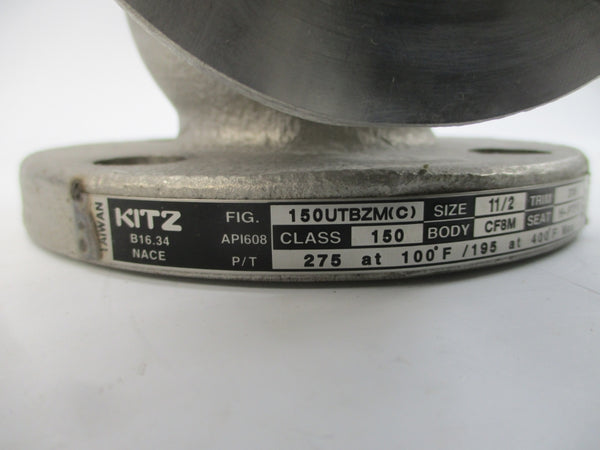 TAIWAN
KITZ FIG. 150UTBZM(C) SIZE 11/2 TRIM
B16.34 API608 CLASS 150 BODY CF8M SEAT
NACE P/T 275 at 100°F /195 at 400°F